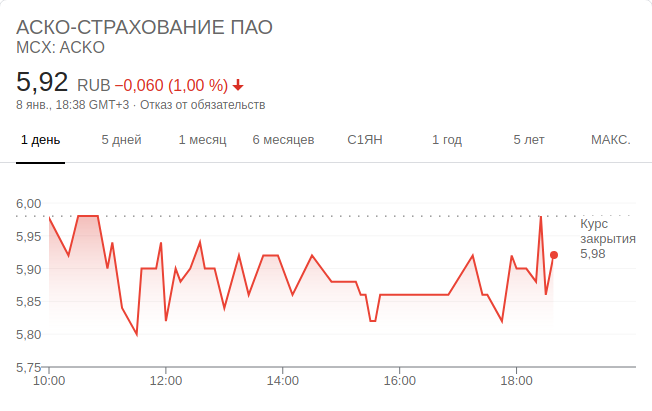 АСКО-СТРАХОВАНИЕ ПАО
MCX: ACKO
5,92 RUB −0,060 (1,00 %)
8 янв., 18:38 GMT+3 · Отказ от обязательств
1 день 5 дней 1 месяц 6 месяцев С1ЯН 1 год 5 лет МАКС.
6,00
5,95
5,90
5,85
5,80
5,75
Курс
закрытия
5,98
10:00 12:00 14:00 16:00 18:00